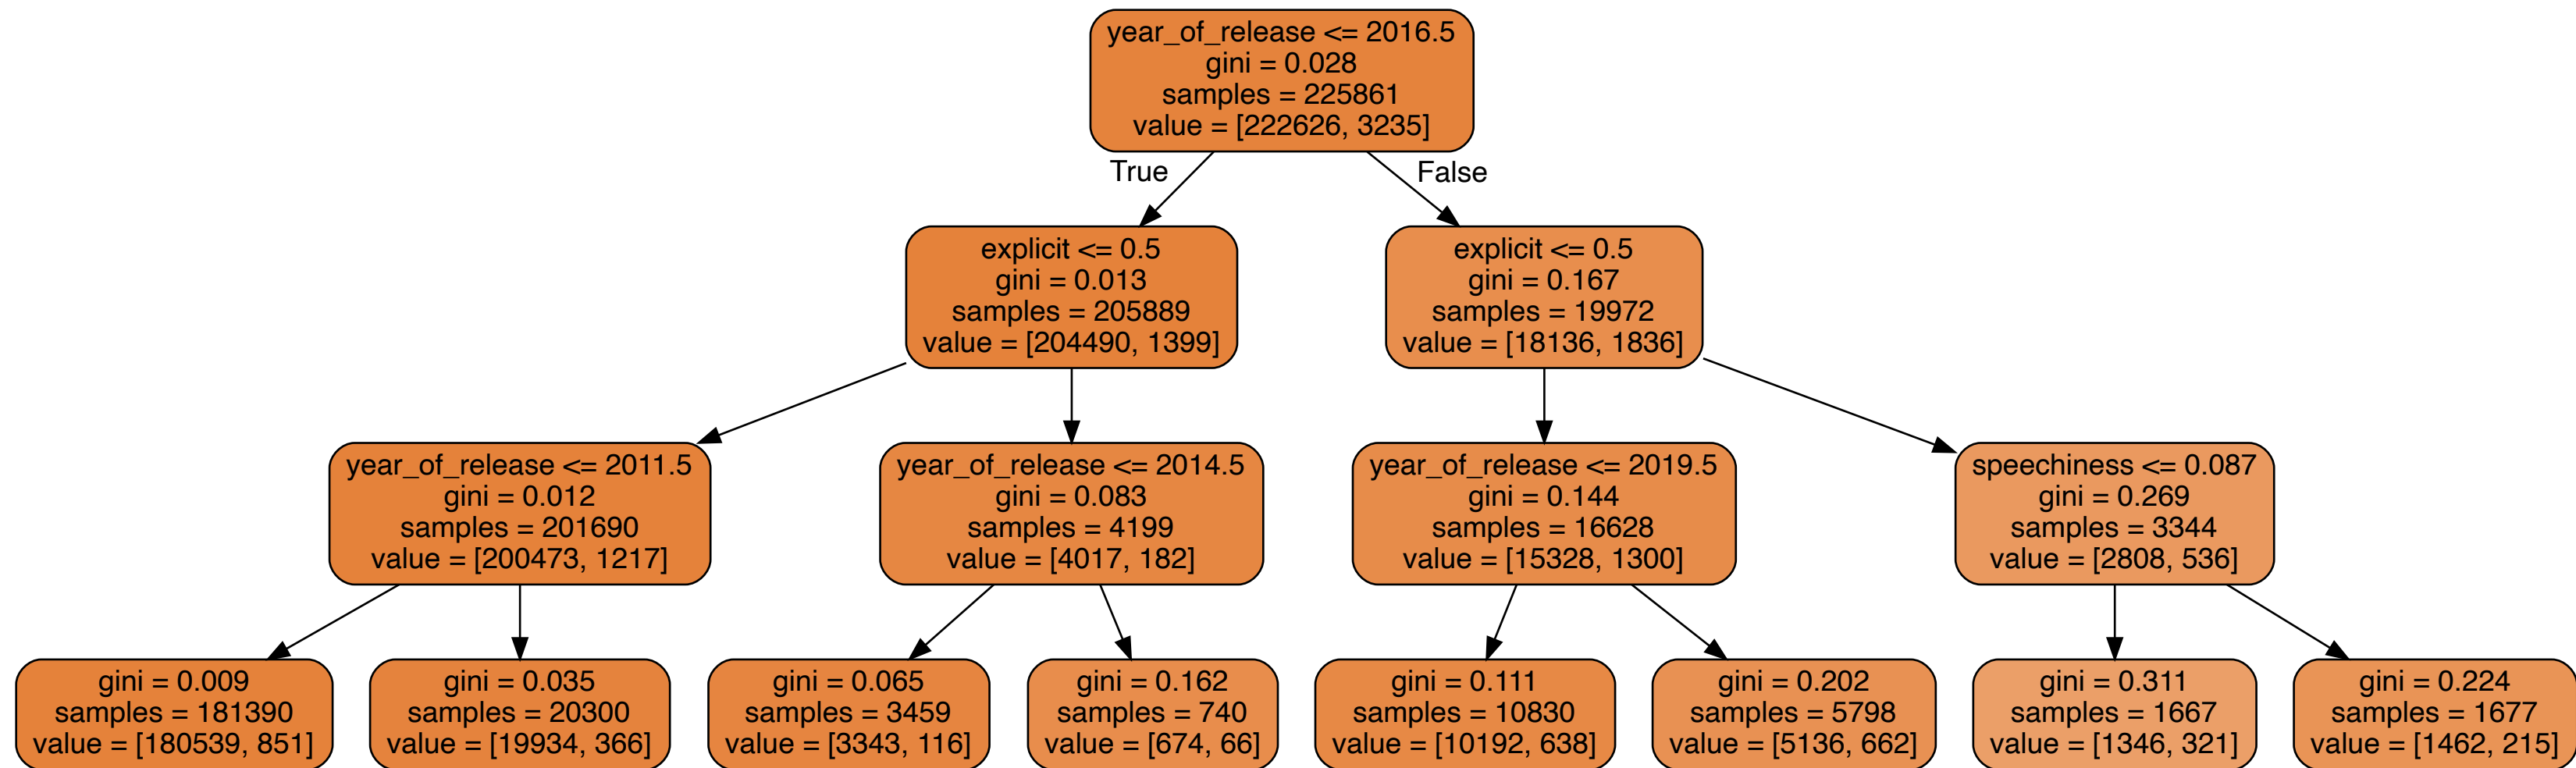 year_of_release <= 2016.5
gini = 0.028
samples = 225861
value = [222626, 3235]
True
False
explicit <= 0.5
gini = 0.013
samples = 205889
value = [204490, 1399]
explicit <= 0.5
gini = 0.167
samples = 19972
value = [18136, 1836]
year_of_release <= 2011.5
gini = 0.012
samples = 201690
value = [200473, 1217]
year_of_release <= 2014.5
gini = 0.083
samples = 4199
value = [4017, 182]
year_of_release <= 2019.5
gini = 0.144
samples = 16628
value = [15328, 1300]
speechiness <= 0.087
gini = 0.269
samples = 3344
value = [2808, 536]
gini = 0.009
samples = 181390
value = [180539, 851]
gini = 0.035
samples = 20300
value = [19934, 366]
gini = 0.065
samples = 3459
value = [3343, 116]
gini = 0.162
samples = 740
value = [674, 66]
gini = 0.111
samples = 10830
value = [10192, 638]
gini = 0.202
samples = 5798
value = [5136, 662]
gini = 0.311
samples = 1667
value = [1346, 321]
gini = 0.224
samples = 1677
value = [1462, 215]